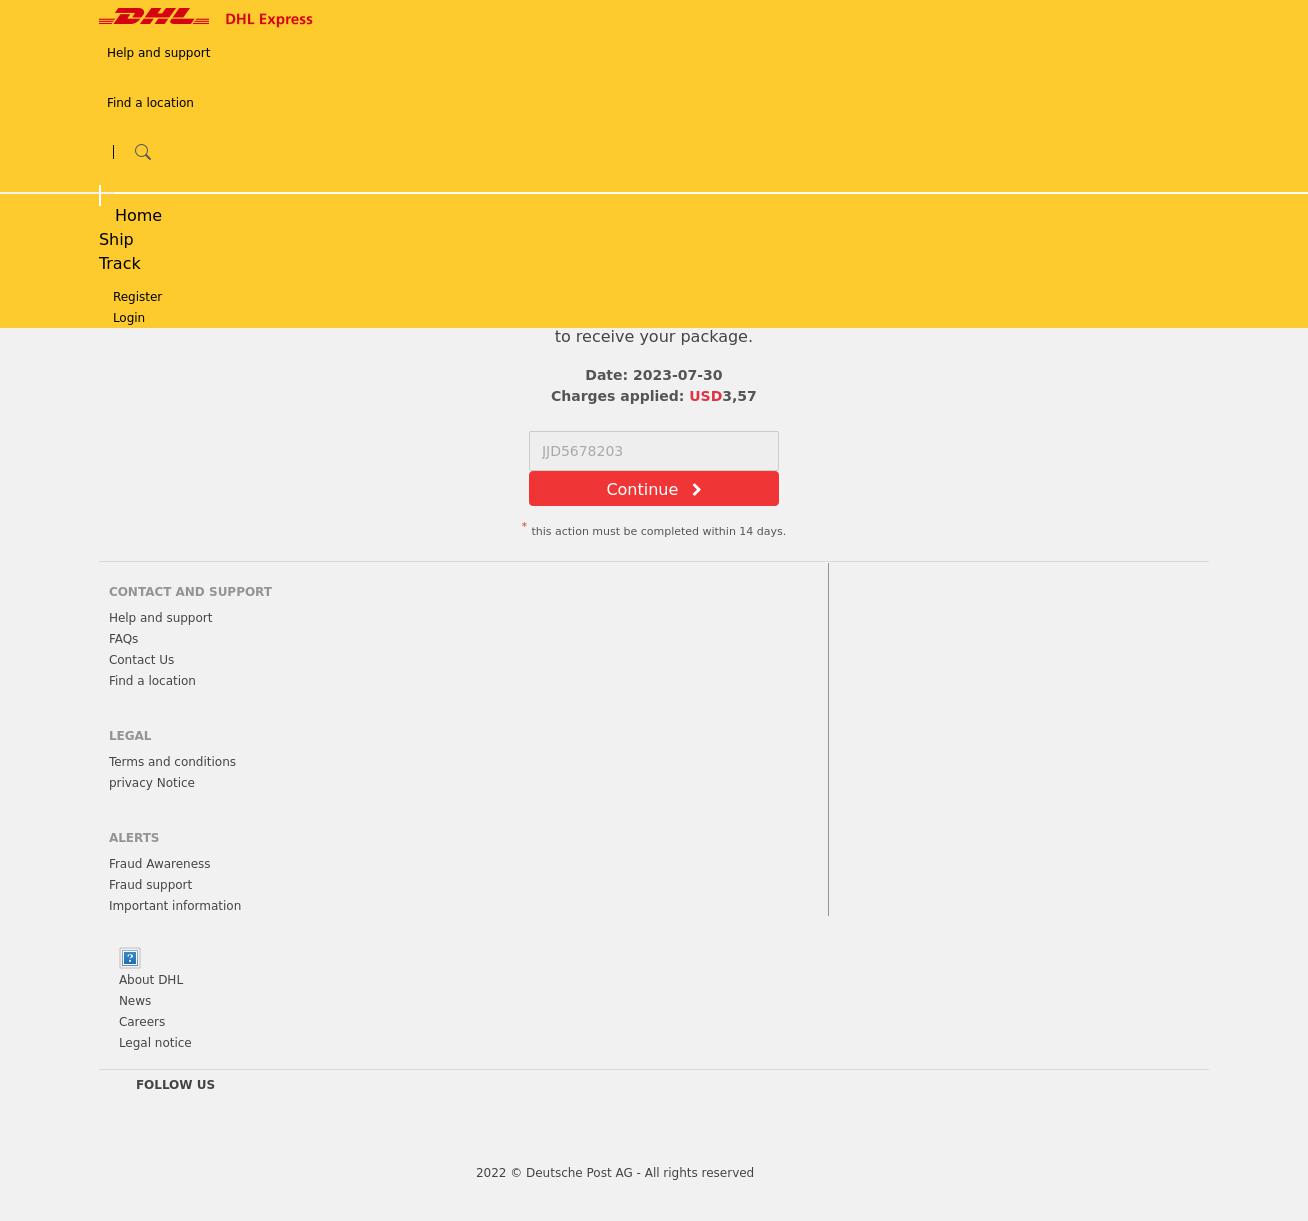 DHL DHL Express
Help and support
Find a location
Home
Ship
Track
Register
Login
to receive your package.
Date: 2023-07-30
Charges applied: USD3,57
JJD5678203
Continue
* this action must be completed within 14 days.
CONTACT AND SUPPORT
Help and support
FAQs
Contact Us
Find a location
LEGAL
Terms and conditions
privacy Notice
ALERTS
Fraud Awareness
Fraud support
Important information
?
About DHL
News
Careers
Legal notice
FOLLOW US
2022 © Deutsche Post AG - All rights reserved